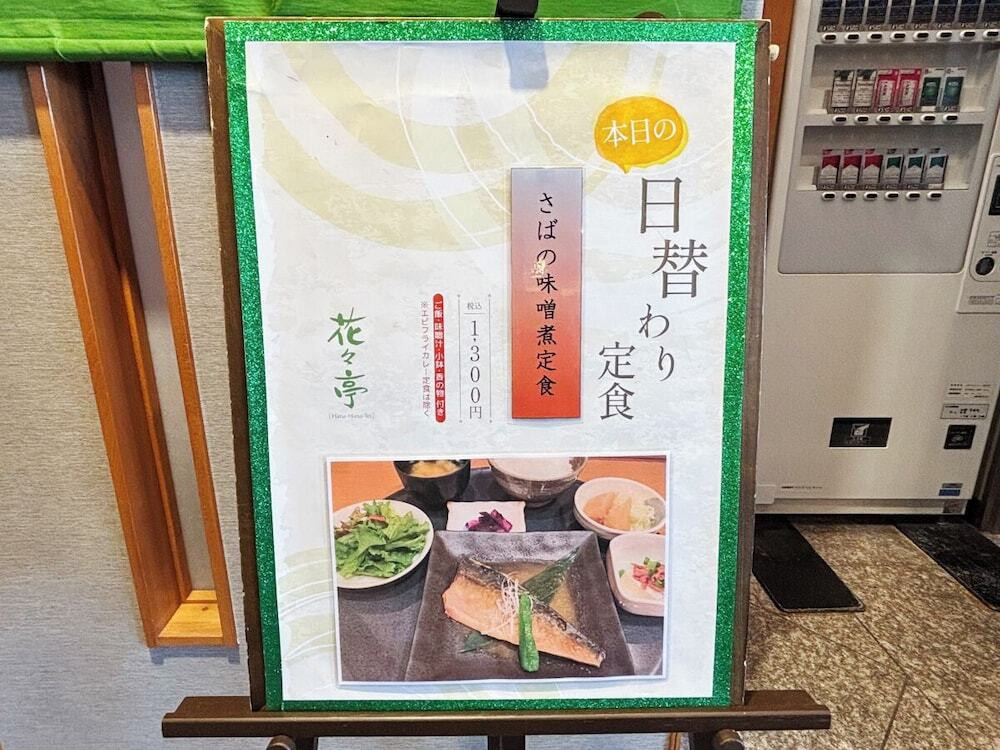 本日の
日替わり
定食
さばの味噌煮定食
税込
1,300円
ご飯・味噌汁・小鉢・香の物 付き
※エビフライカレー定食は除く
花々亭
[Hana-Hana-Tei]